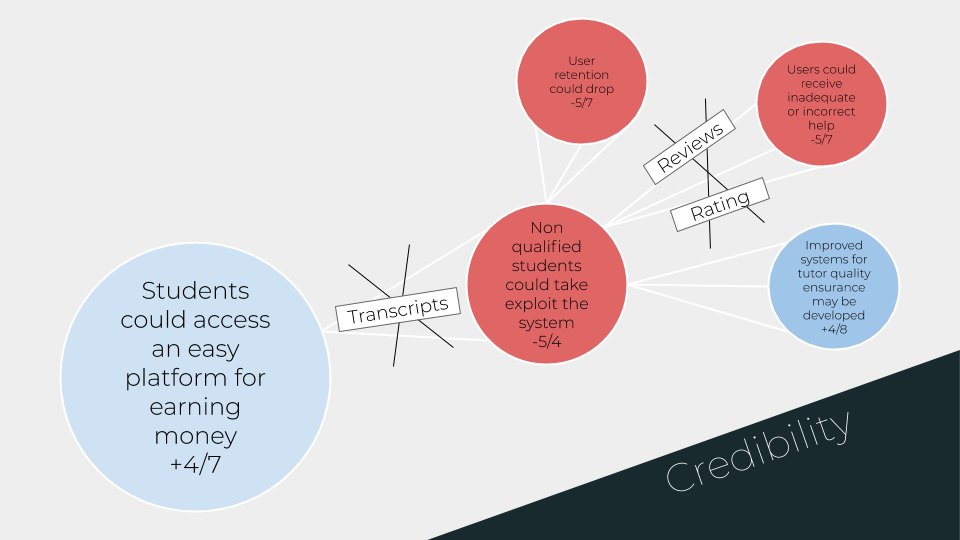 Students
could access
an easy
platform for
earning
money
+4/7
Transcripts
Non
qualified
students
could take
exploit the
system
-5/4
User
retention
could drop
-5/7
Reviews
Rating
Users could
receive
inadequate
or incorrect
help
-5/7
Improved
systems for
tutor quality
ensurance
may be
developed
+4/8
Credibility